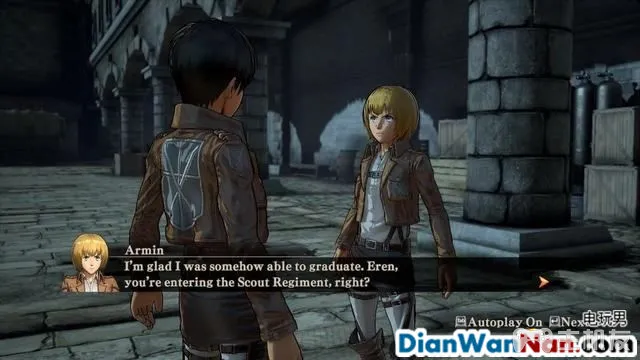 Armin
I'm glad I was somehow able to graduate. Eren,
you're entering the Scout Regiment, right?
Autoplay On Next
电玩男
DianWanNan.com